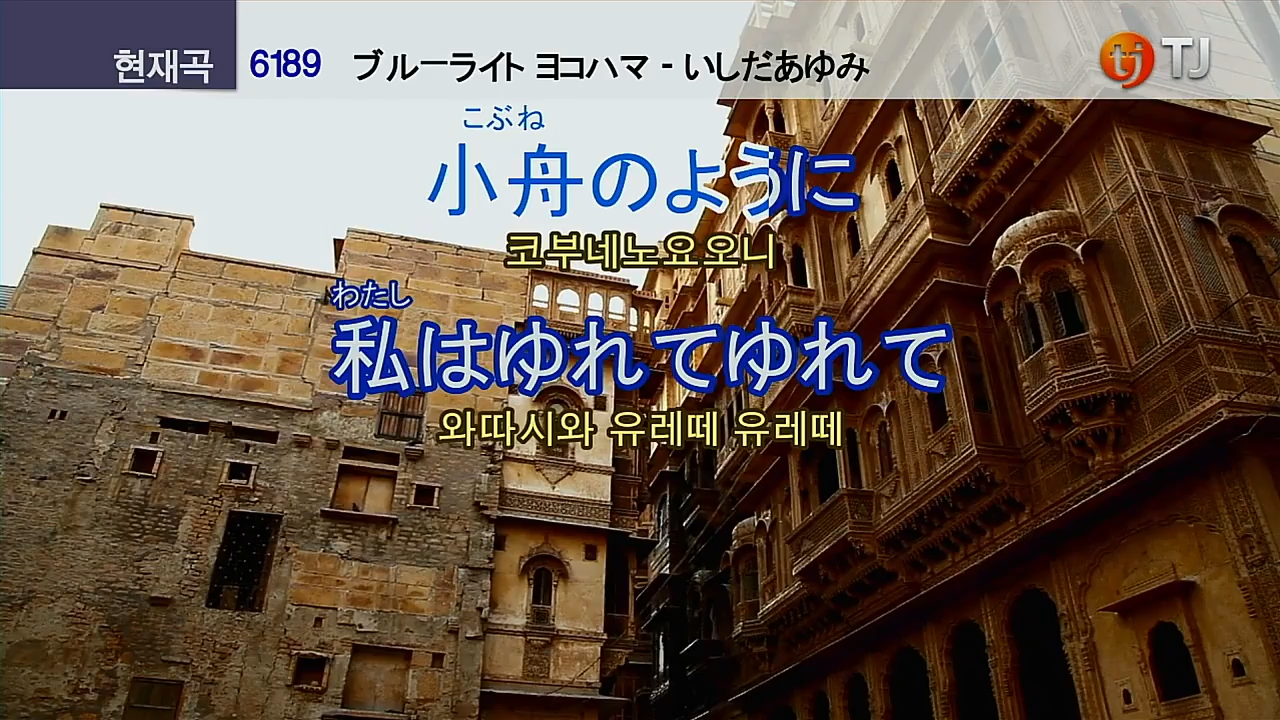 현재곡 6189 ブルーライト ヨコハマ - いしだあゆみ tj TJ
こぶね
小舟のように
코부네노요오니
わたし
私はゆれてゆれて
와따시와 유레떼 유레떼